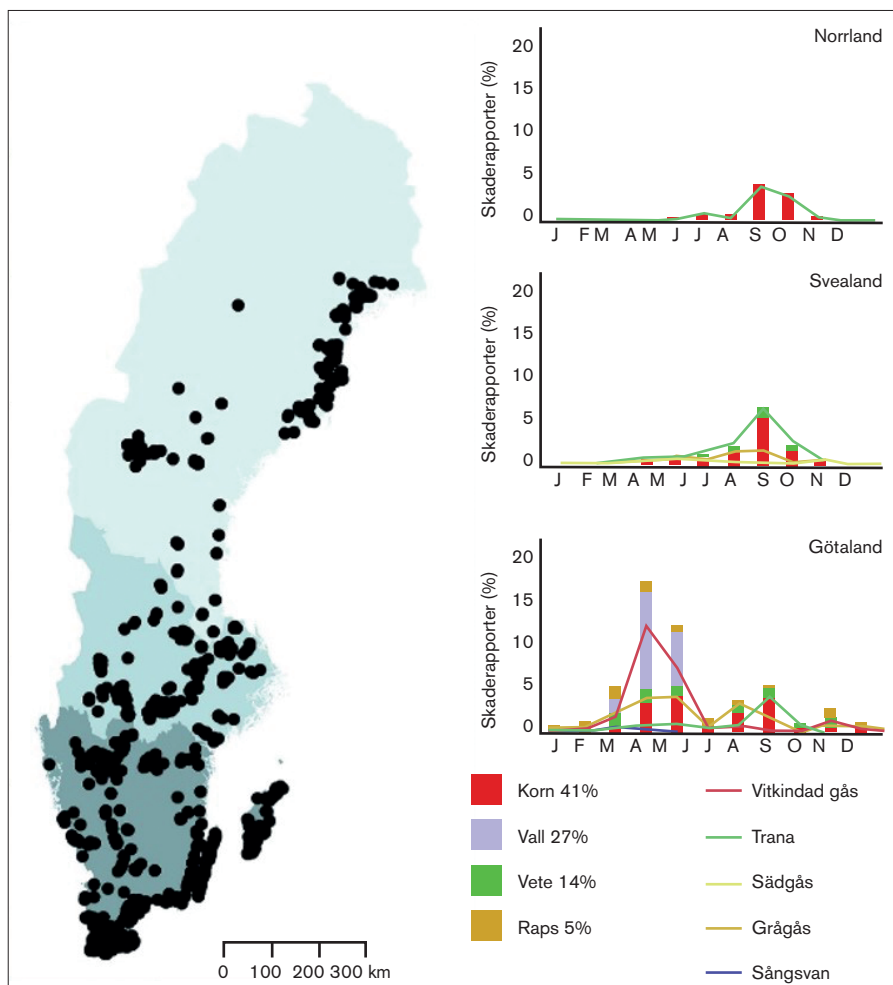 Norrland
Skaderapporter (%)
20
15
10
5
0
J F M A M J J A S O N D
Svealand
Skaderapporter (%)
20
15
10
5
0
J F M A M J J A S O N D
Götaland
Skaderapporter (%)
20
15
10
5
0
J F M A M J J A S O N D
Korn 41%
Vall 27%
Vete 14%
Raps 5%
Vitkindad gås
Trana
Sädgås
Grågås
Sångsvan
0 100 200 300 km